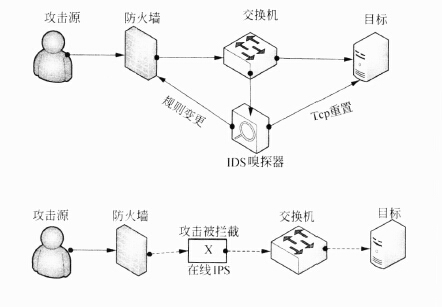 攻击源
防火墙
交换机
目标
规则变更
Tcp重置
IDS嗅探器
攻击源
防火墙
攻击被拦截
X
在线IPS
交换机
目标